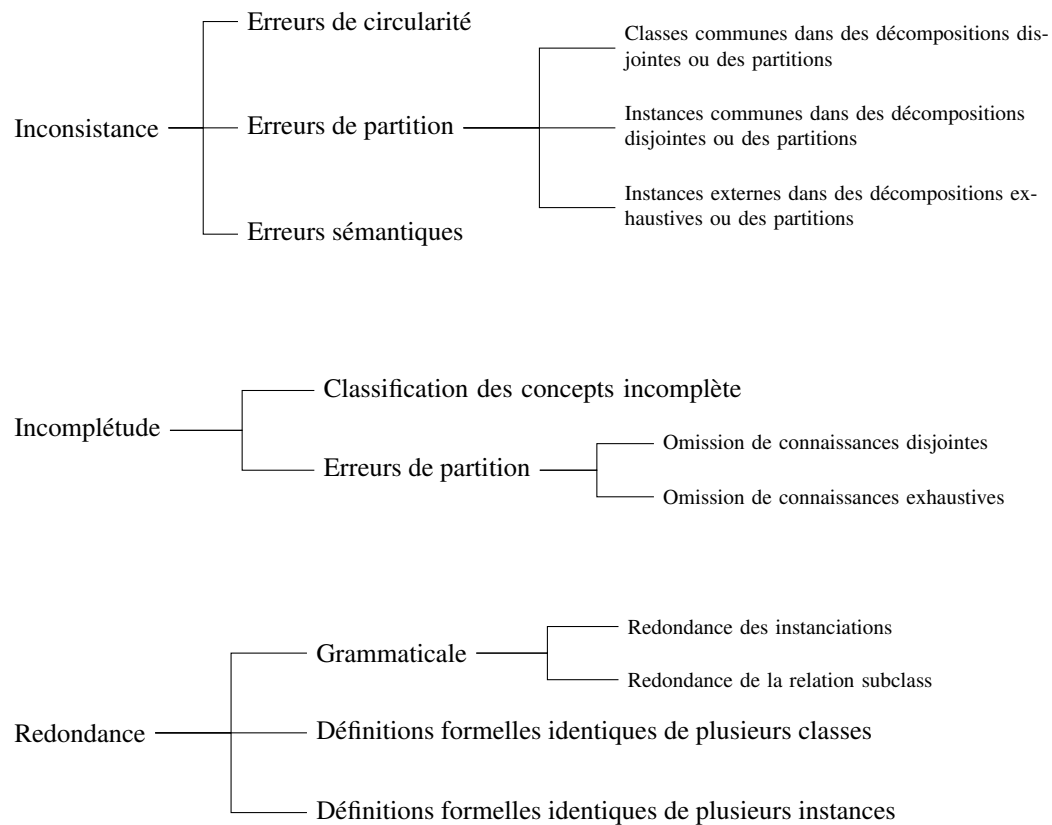 Erreurs de circularité
Classes communes dans des décompositions dis-
jointes ou des partitions
Inconsistance
Erreurs de partition
Instances communes dans des décompositions
disjointes ou des partitions
Instances externes dans des décompositions ex-
haustives ou des partitions
Erreurs sémantiques
Classification des concepts incomplète
Incomplétude
Erreurs de partition
Omission de connaissances disjointes
Omission de connaissances exhaustives
Grammaticale
Redondance des instanciations
Redondance de la relation subclass
Redondance
Définitions formelles identiques de plusieurs classes
Définitions formelles identiques de plusieurs instances